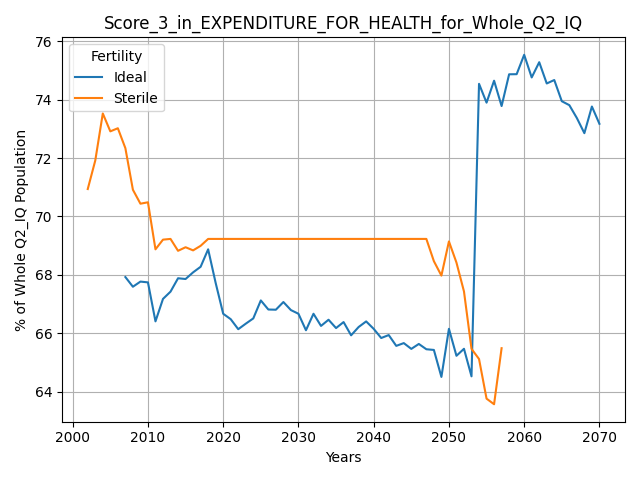 Score_3_in_EXPENDITURE_FOR_HEALTH_for_Whole_Q2_IQ
Fertility
Ideal
Sterile
% of Whole Q2_IQ Population
76
74
72
70
68
66
64
2000 2010 2020 2030 2040 2050 2060 2070
Years